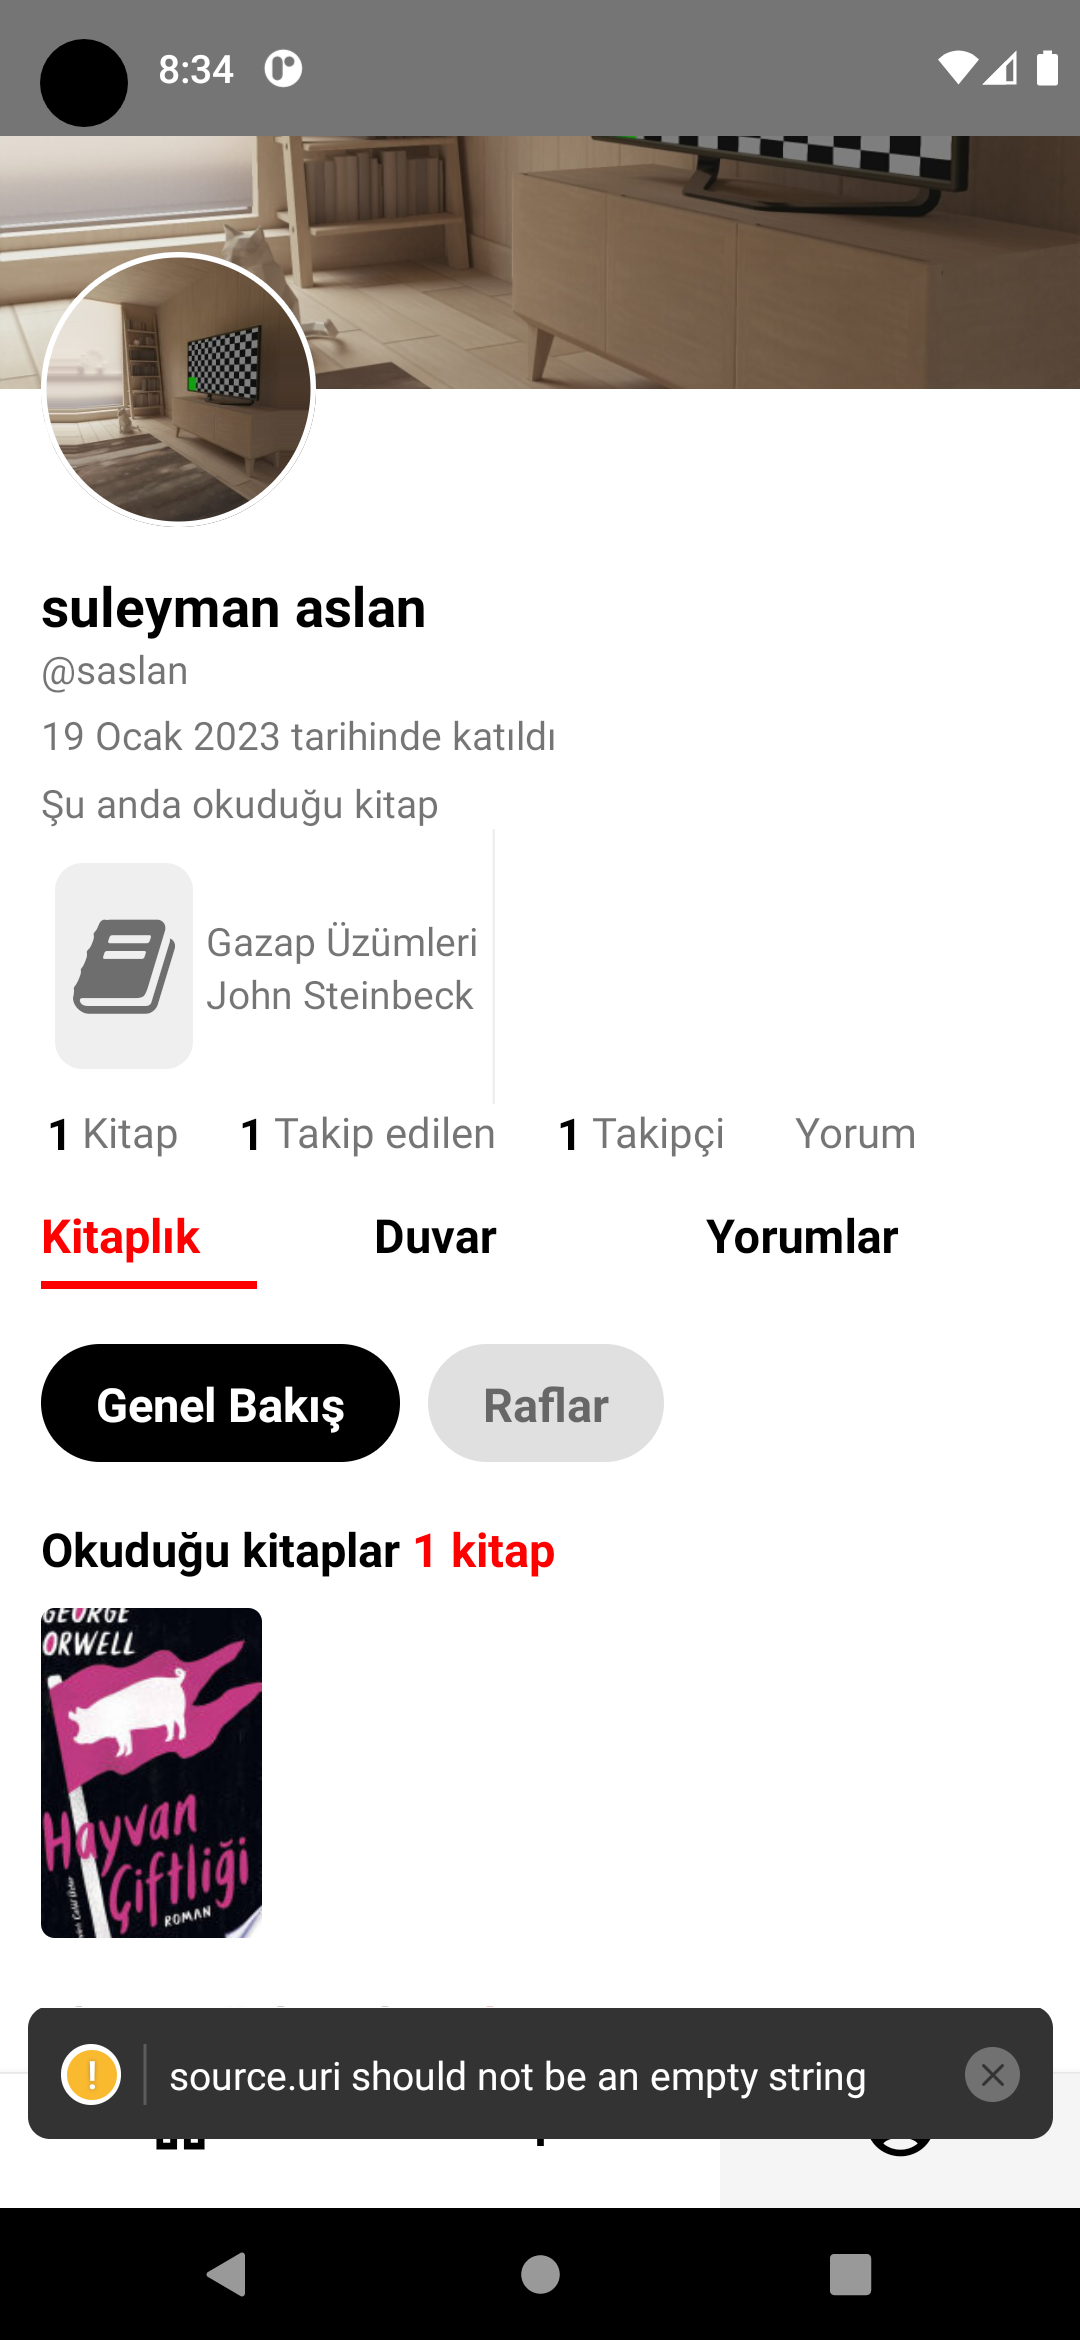 8:34
suleyman aslan
@saslan
19 Ocak 2023 tarihinde katıldı
Şu anda okuduğu kitap
Gazap Üzümleri
John Steinbeck
1 Kitap 1 Takip edilen 1 Takipçi Yorum
Kitaplık Duvar Yorumlar
Genel Bakış Raflar
Okuduğu kitaplar 1 kitap
GEORGE
ORWELL
Hayvan
Çiftliği
ROMAN
source.uri should not be an empty string